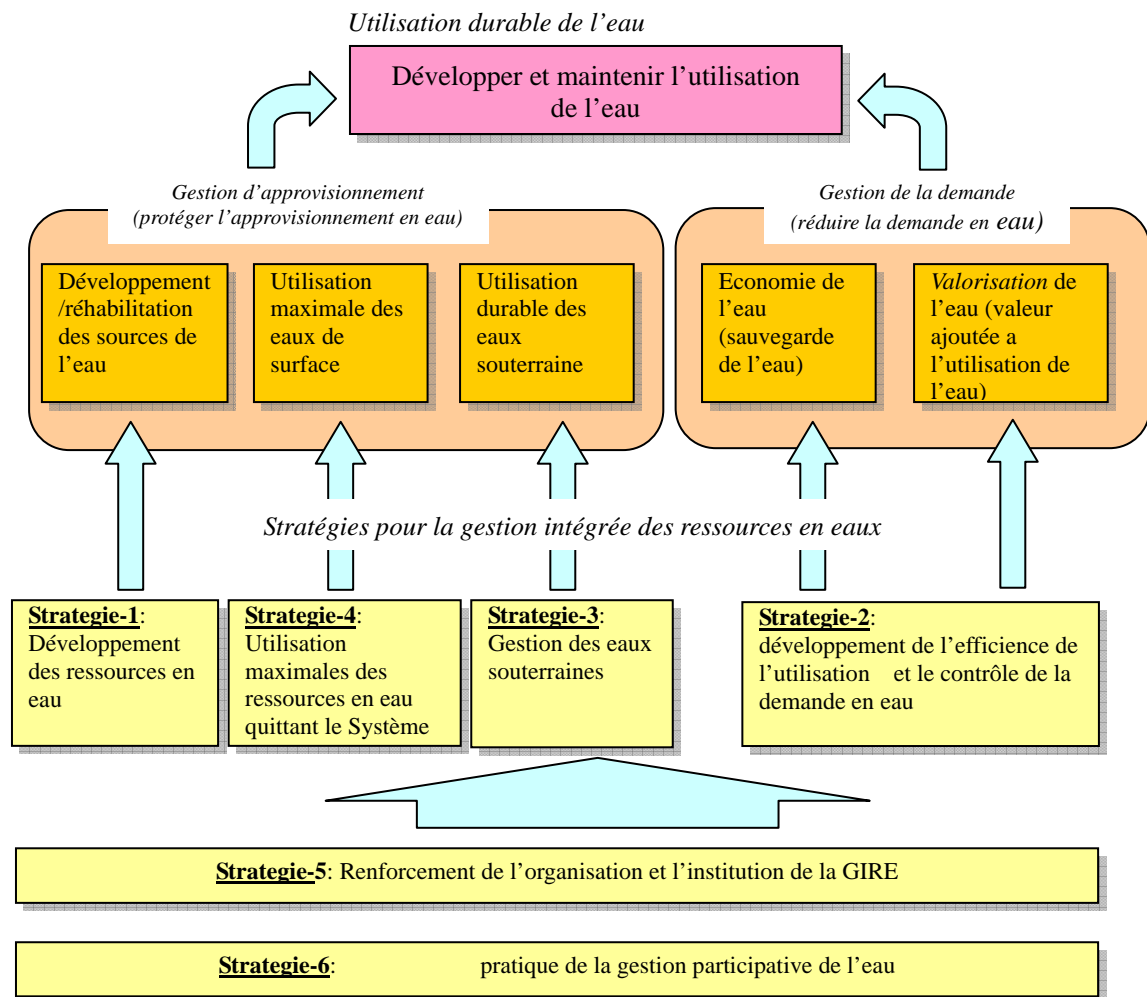 Utilisation durable de l’eau
Développer et maintenir l’utilisation
de l’eau
Gestion d’approvisionnement
(protéger l’approvisionnement en eau)
Gestion de la demande
(réduire la demande en eau)
Développement
/réhabilitation
des sources de
l’eau
Utilisation
maximale des
eaux de
surface
Utilisation
durable des
eaux
souterraine
Economie de
l’eau
(sauvegarde
de l’eau)
Valorisation de
l’eau (valeur
ajoutée a
l’utilisation de
l’eau)
Stratégies pour la gestion intégrée des ressources en eaux
Strategie-1:
Développement
des ressources en
eau
Strategie-4:
Utilisation
maximales des
ressources en eau
quittant le Système
Strategie-3:
Gestion des eaux
souterraines
Strategie-2:
développement de l’efficience de
l’utilisation et le contrôle de la
demande en eau
Strategie-5: Renforcement de l’organisation et l’institution de la GIRE
Strategie-6: pratique de la gestion participative de l’eau